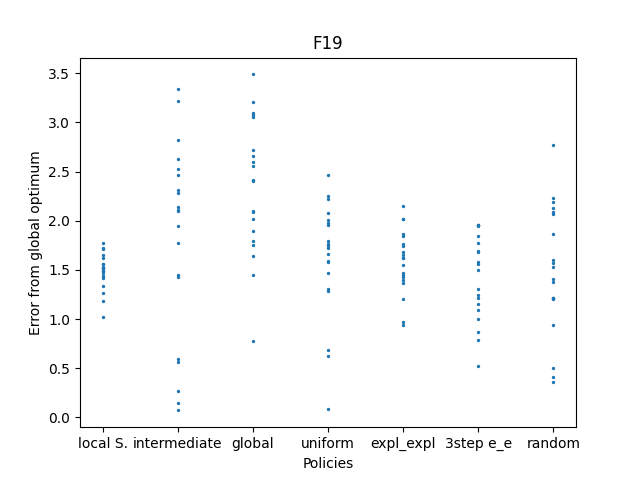 F19
Error from global optimum
3.5
3.0
2.5
2.0
1.5
1.0
0.5
0.0
local S. intermediate global uniform expl_expl 3step e_e random
Policies